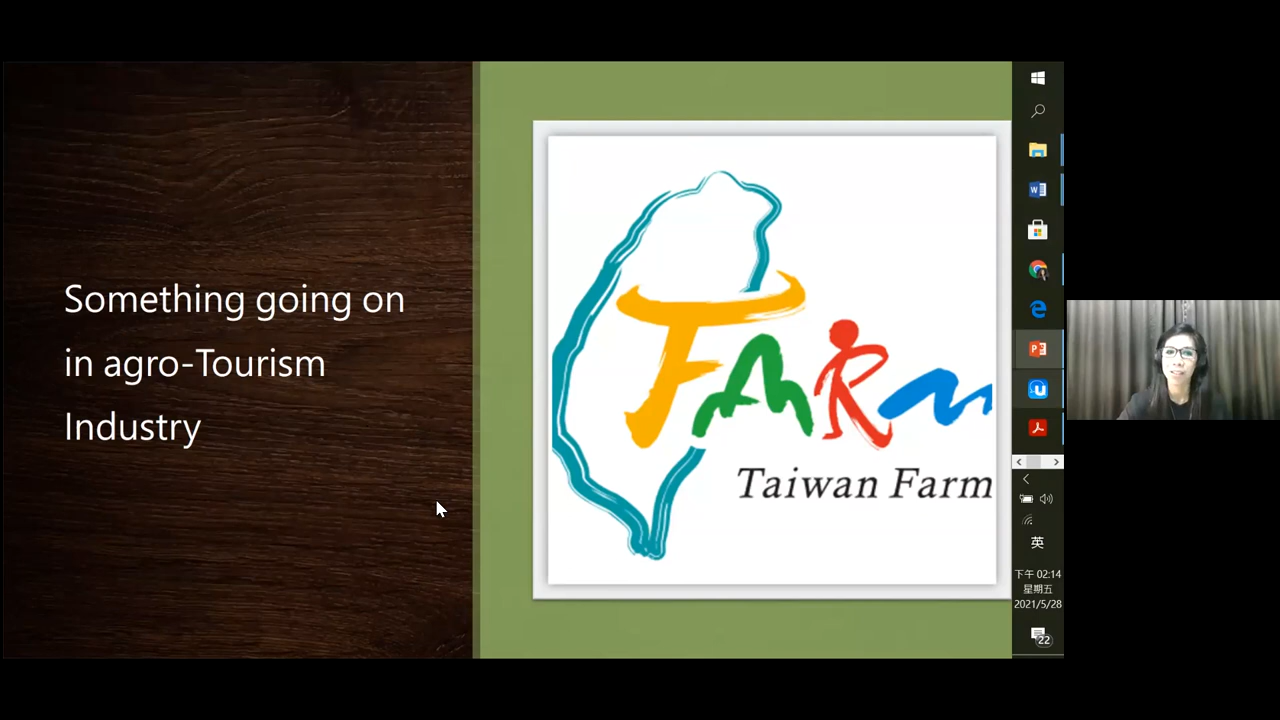 Something going on
in agro-Tourism
Industry
FARm
Taiwan Farm
英
下午 02:14
星期五
2021/5/28
22